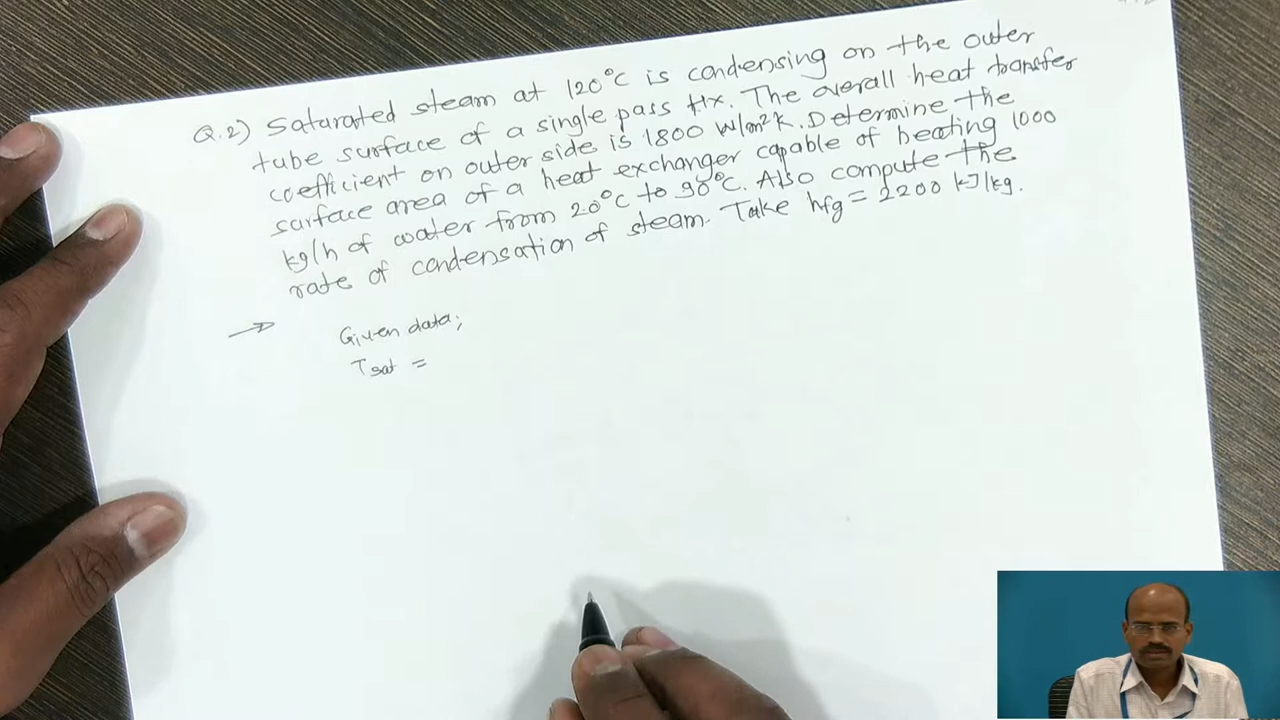 Q.2) Saturated steam at 120°C is condensing on the outer
tube surface of a single pass Hx. The overall heat transfer
coefficient on outer side is 1800 W/m²K. Determine the
surface area of a heat exchanger capable of heating 1000
kg/h of water from 20°C to 90°C. Also compute the
rate of condensation of steam. Take hfg = 2200 kJ/kg.
→ Given data;
Tsat =